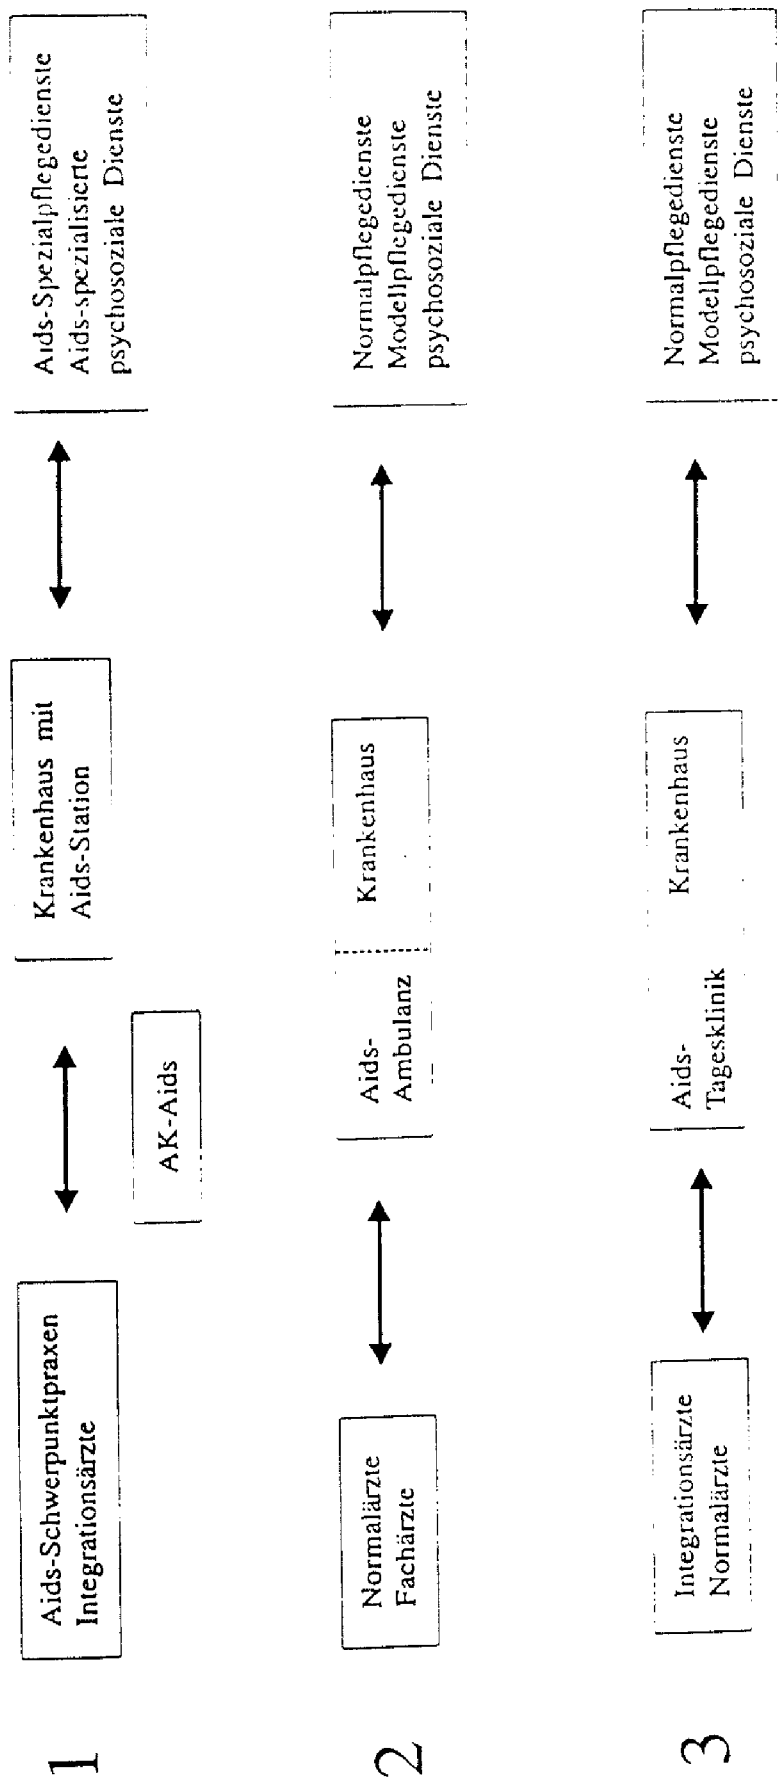 1
Aids-Schwerpunktpraxen
Integrationsärzte
AK-Aids
Krankenhaus mit
Aids-Station
Aids-Spezialpflegedienste
Aids-spezialisierte
psychosoziale Dienste
2
Normalärzte
Fachärzte
Aids-
Ambulanz
Krankenhaus
Normalpflegedienste
Modellpflegedienste
psychosoziale Dienste
3
Integrationsärzte
Normalärzte
Aids-
Tagesklinik
Krankenhaus
Normalpflegedienste
Modellpflegedienste
psychosoziale Dienste